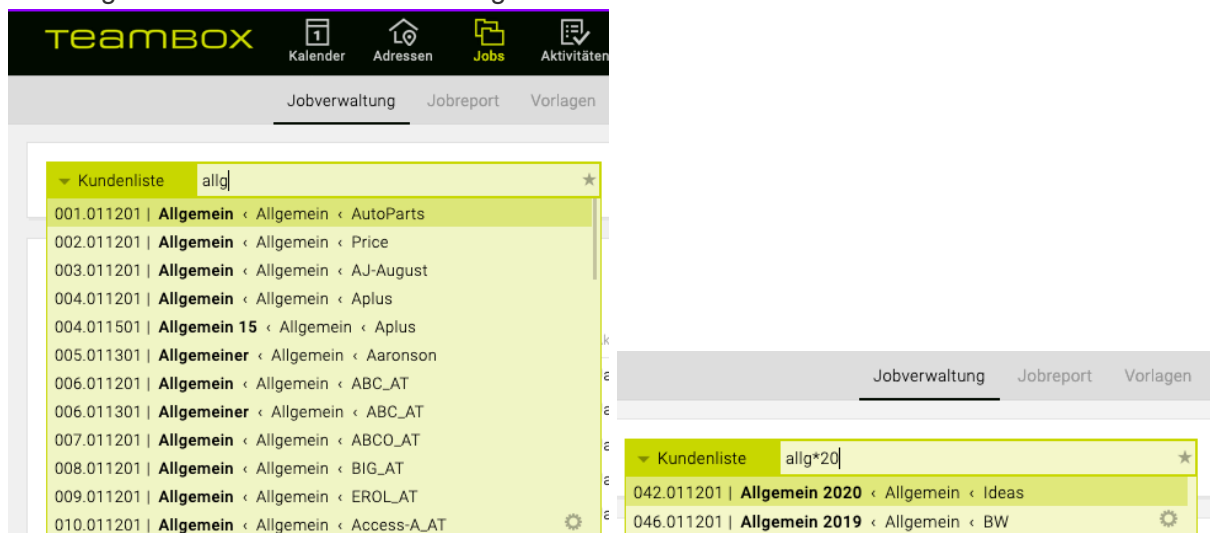 TEAMBOX
Kalender Adressen Jobs Aktivitäten
Jobverwaltung Jobreport Vorlagen
Kundenliste allg
001.011201 | Allgemein ‹ Allgemein ‹ AutoParts
002.011201 | Allgemein ‹ Allgemein ‹ Price
003.011201 | Allgemein ‹ Allgemein ‹ AJ-August
004.011201 | Allgemein ‹ Allgemein ‹ Aplus
004.011501 | Allgemein 15 ‹ Allgemein ‹ Aplus
005.011301 | Allgemeiner ‹ Allgemein ‹ Aaronson
006.011201 | Allgemein ‹ Allgemein ‹ ABC_AT
006.011301 | Allgemeiner ‹ Allgemein ‹ ABC_AT
007.011201 | Allgemein ‹ Allgemein ‹ ABCO_AT
008.011201 | Allgemein ‹ Allgemein ‹ BIG_AT
009.011201 | Allgemein ‹ Allgemein ‹ EROL_AT
010.011201 | Allgemein ‹ Allgemein ‹ Access-A_AT
Jobverwaltung Jobreport Vorlagen
Kundenliste allg*20
042.011201 | Allgemein 2020 ‹ Allgemein ‹ Ideas
046.011201 | Allgemein 2019 ‹ Allgemein ‹ BW